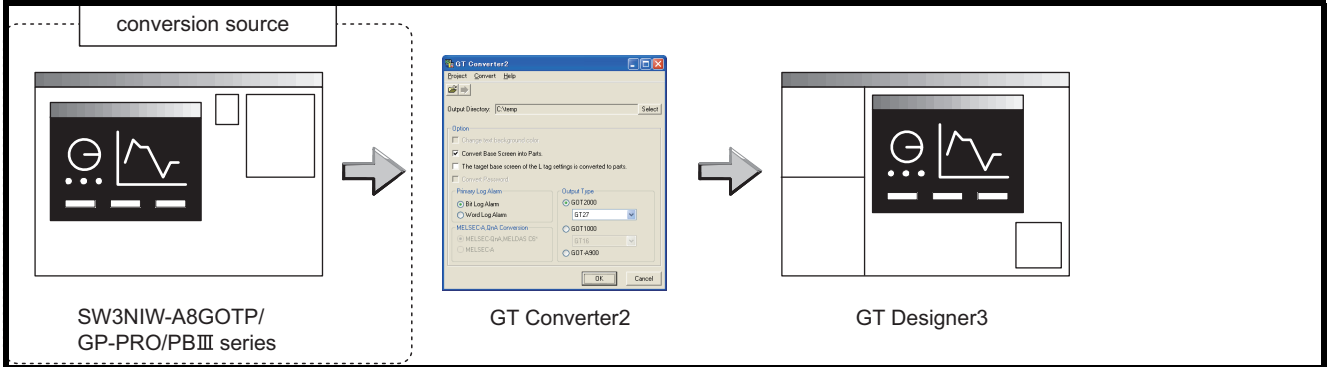 conversion source
GT Converter2
Project Convert Help
Output Directory: C:\temp Select
Option
Change text background color
Convert Base Screen into Parts.
The target base screen of the L tag settings is converted to parts.
Convert Password
Primary Log Alarm
Bit Log Alarm
Word Log Alarm
MELSEC-A,QnA Conversion
MELSEC-QnA,MELDAS C6*
MELSEC-A
Output Type
GOT2000
GT27
GOT1000
GT16
GOT-A900
OK Cancel
SW3NIW-A8GOTP/
GP-PRO/PBⅢ series
GT Converter2
GT Designer3